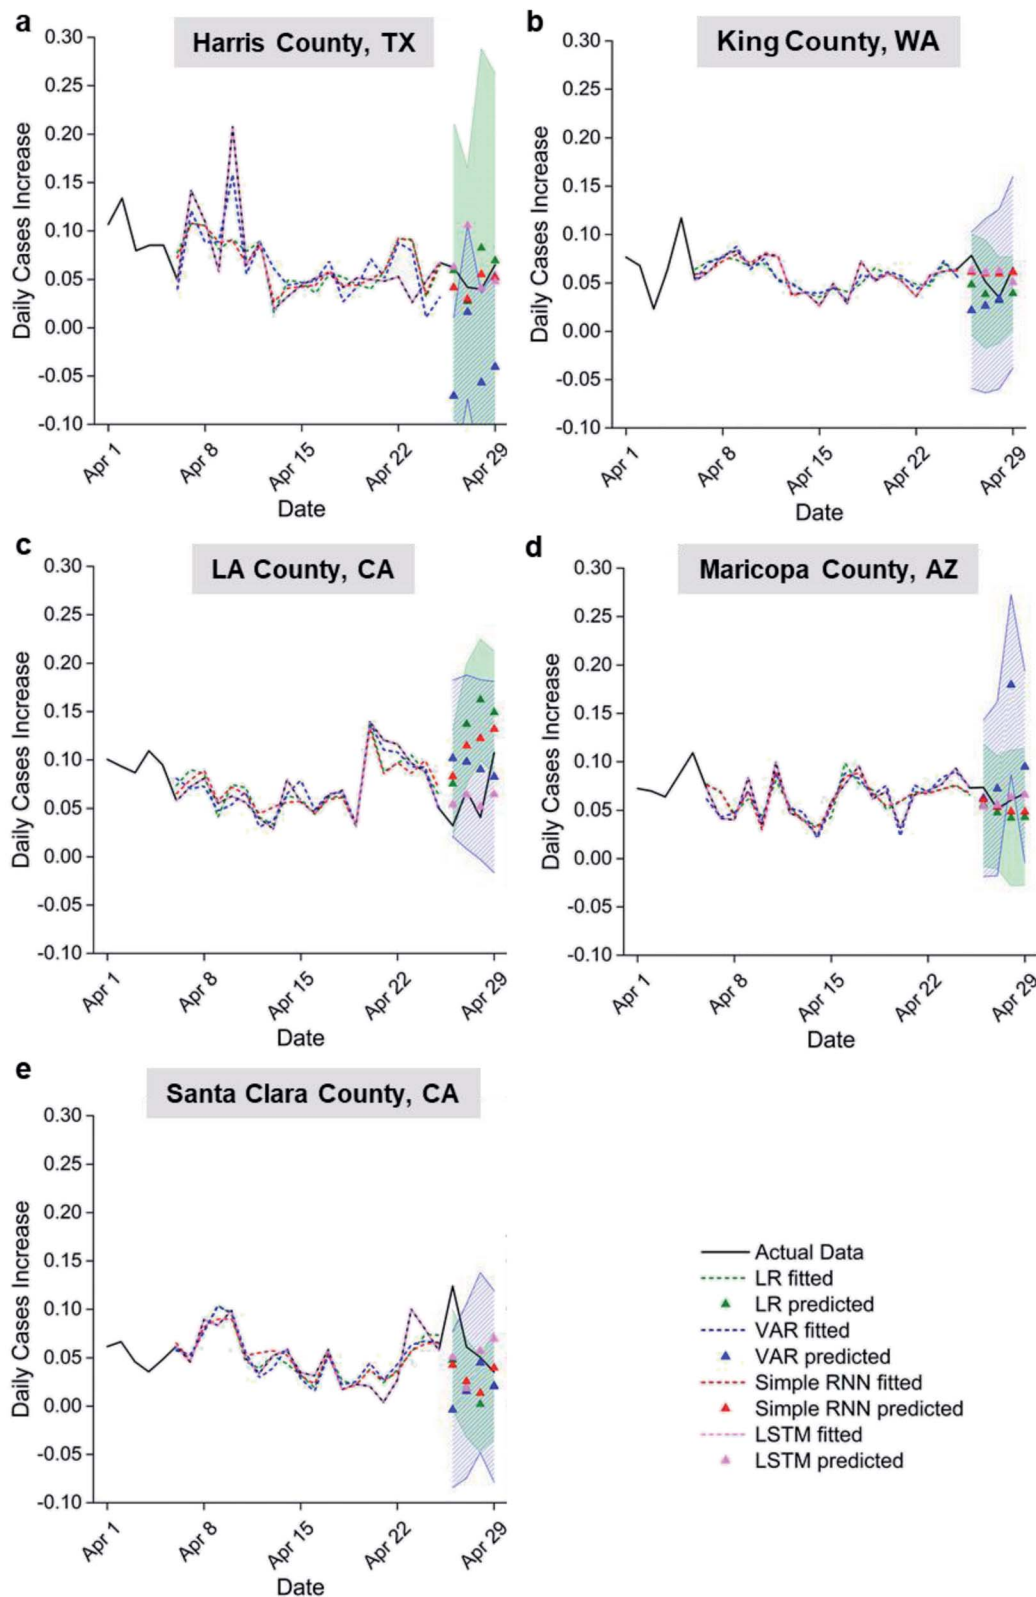 a
Harris County, TX
0.30
0.25
0.20
0.15
0.10
0.05
0.00
-0.05
-0.10
Daily Cases Increase
Apr 1
Apr 8
Apr 15
Apr 22
Apr 29
Date
b
King County, WA
0.30
0.25
0.20
0.15
0.10
0.05
0.00
-0.05
-0.10
Daily Cases Increase
Apr 1
Apr 8
Apr 15
Apr 22
Apr 29
Date
c
LA County, CA
0.30
0.25
0.20
0.15
0.10
0.05
0.00
-0.05
-0.10
Daily Cases Increase
Apr 1
Apr 8
Apr 15
Apr 22
Apr 29
Date
d
Maricopa County, AZ
0.30
0.25
0.20
0.15
0.10
0.05
0.00
-0.05
-0.10
Daily Cases Increase
Apr 1
Apr 8
Apr 15
Apr 22
Apr 29
Date
e
Santa Clara County, CA
0.30
0.25
0.20
0.15
0.10
0.05
0.00
-0.05
-0.10
Daily Cases Increase
Apr 1
Apr 8
Apr 15
Apr 22
Apr 29
Date
Actual Data
LR fitted
LR predicted
VAR fitted
VAR predicted
Simple RNN fitted
Simple RNN predicted
LSTM fitted
LSTM predicted